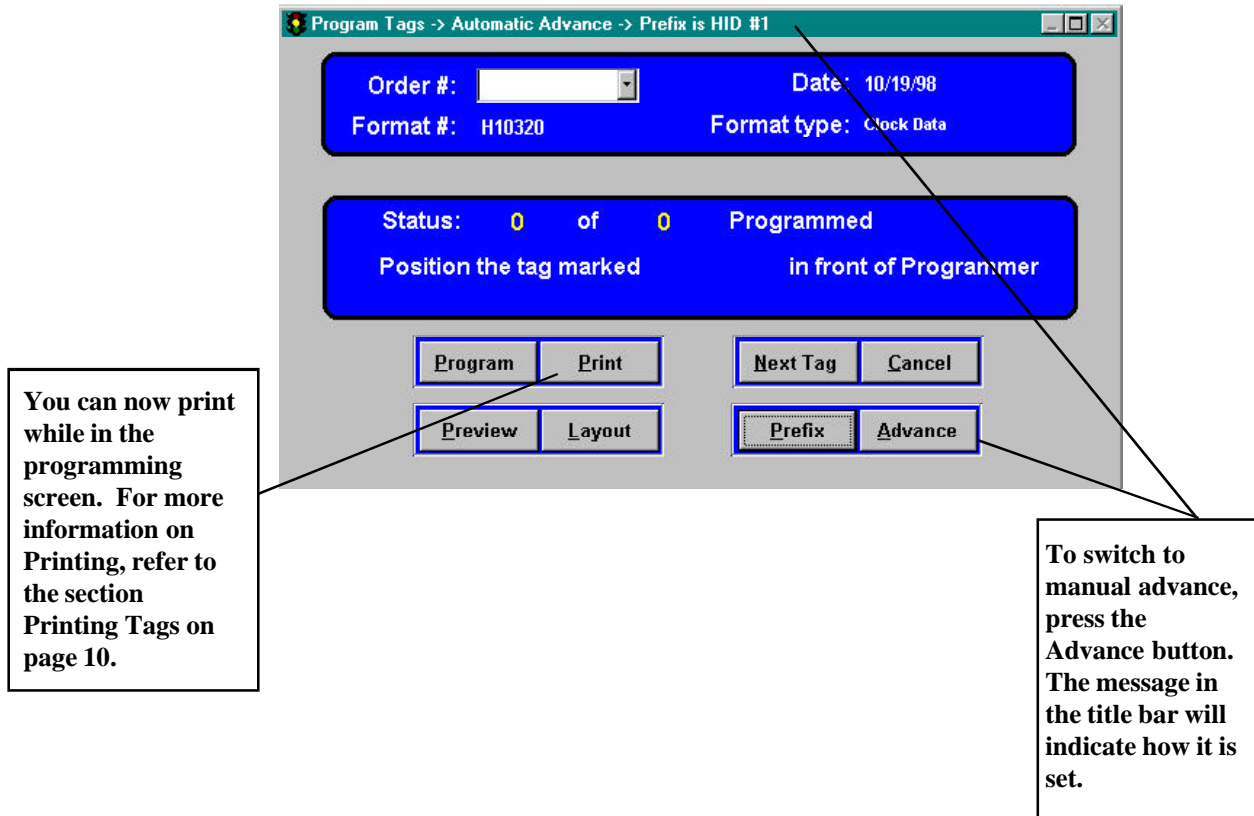 Program Tags -> Automatic Advance -> Prefix is HID #1
Order #:
Date: 10/19/98
Format #: H10320
Format type: Clock Data
Status: 0 of 0 Programmed
Position the tag marked in front of Programmer
Program Print Next Tag Cancel
Preview Layout Prefix Advance
You can now print
while in the
programming
screen. For more
information on
Printing, refer to
the section
Printing Tags on
page 10.
To switch to
manual advance,
press the
Advance button.
The message in
the title bar will
indicate how it is
set.